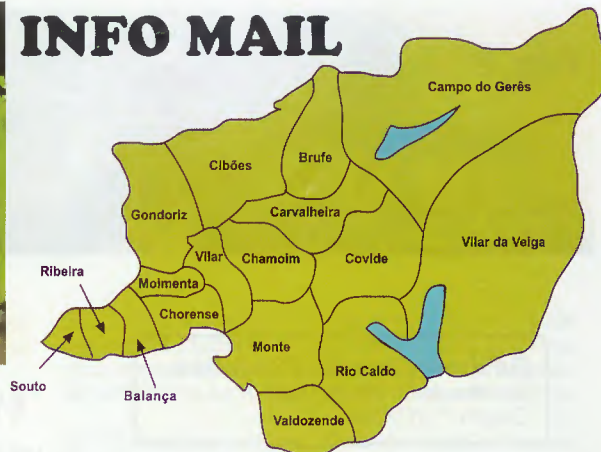 INFO MAIL
Campo do Gerês
Brufe
Cibões
Carvalheira
Gondoriz
Vilar da Veiga
Vilar
Chamoim
Covide
Ribeira
Moimenta
Chorense
Monte
Rio Caldo
Souto
Balança
Valdozende